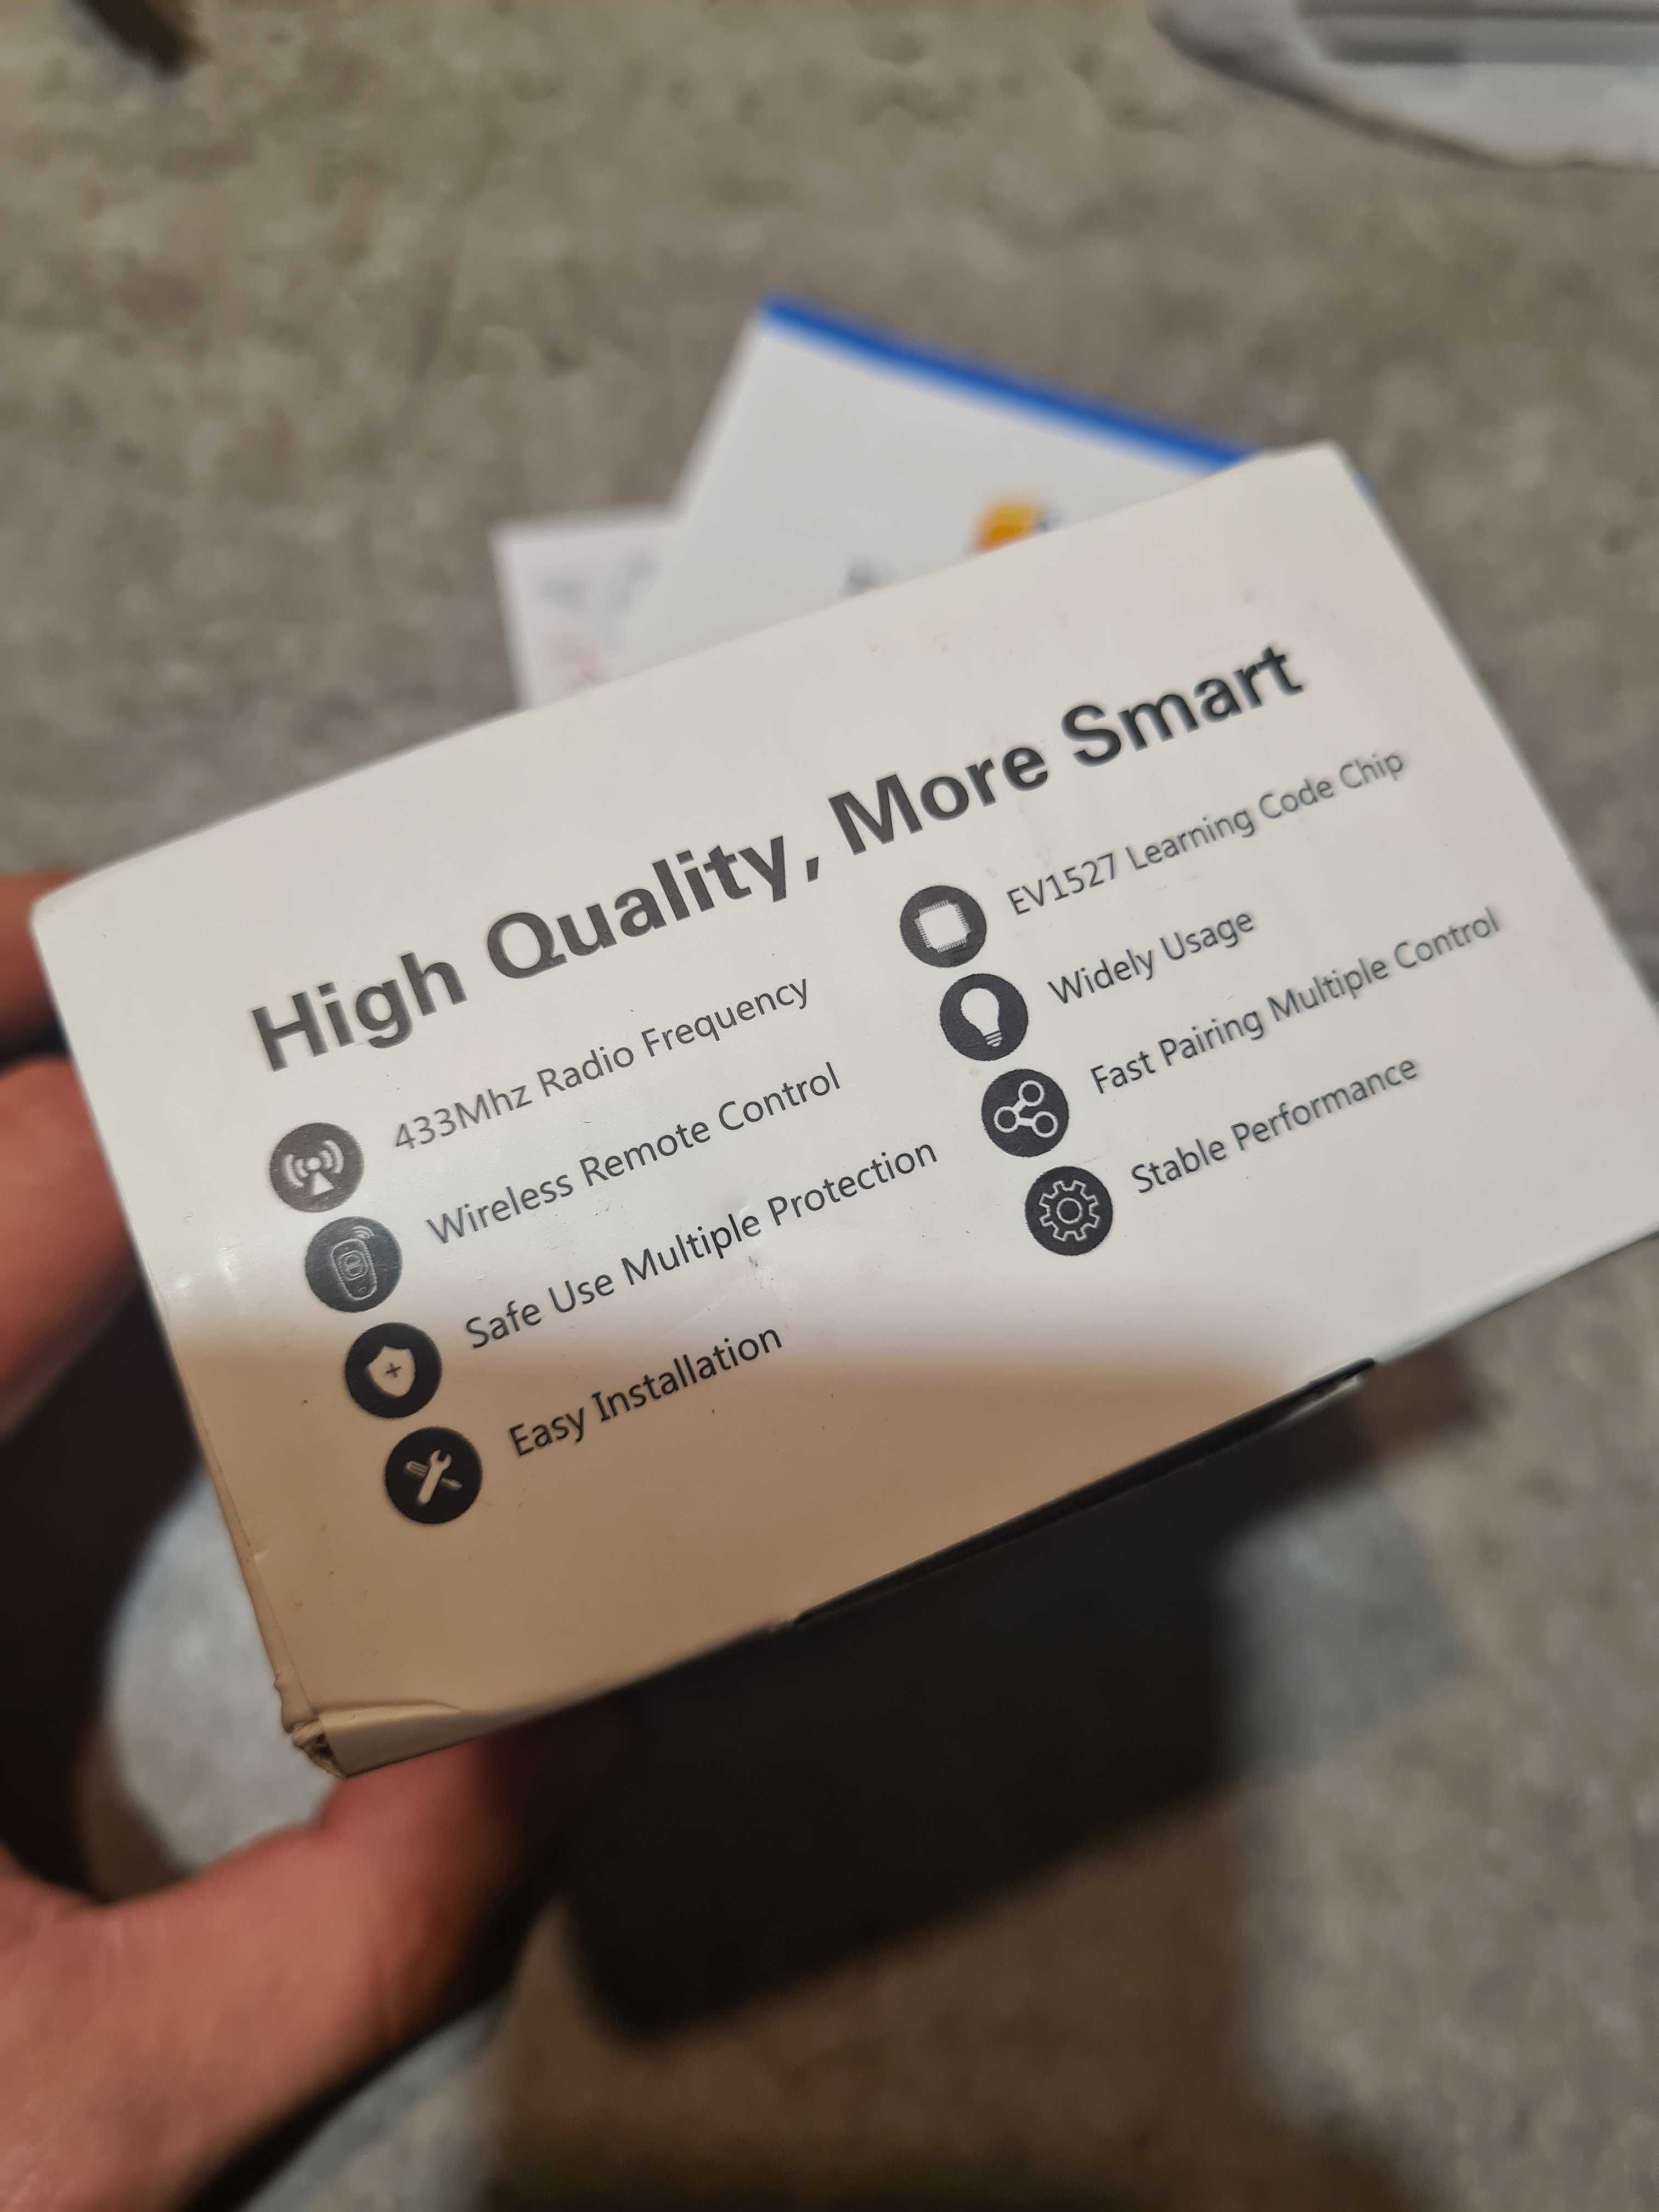 High Quality, More Smart
433Mhz Radio Frequency
Wireless Remote Control
Safe Use Multiple Protection
Easy Installation
EV1527 Learning Code Chip
Widely Usage
Fast Pairing Multiple Control
Stable Performance